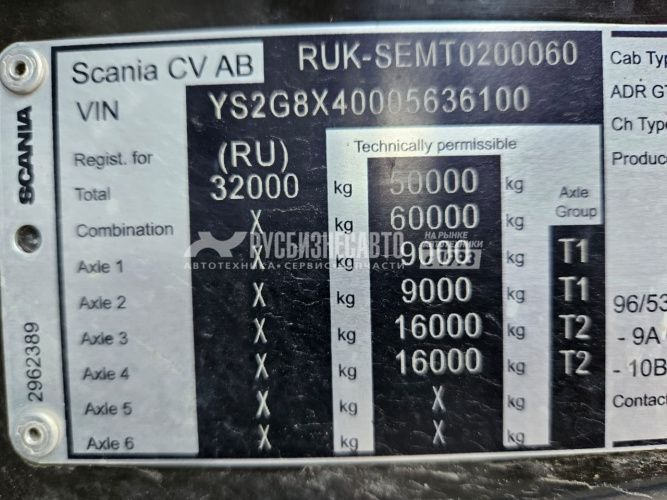 Scania CV AB RUK-SEMT0200060 Cab Typ
VIN YS2G8X40005636100 ADR GT
Ch Type
Regist. for (RU) Technically permissible Produce
Total 32000 kg 50000 kg Axle Group
Combination X kg 60000 kg
РУСБИЗНЕСАВТО НА РЫНКЕ
АВТОТЕХНИКА•СЕРВИС•ЗАПЧАСТИ
Axle 1 X kg 9000 kg T1
Axle 2 X kg 9000 kg T1 96/53
Axle 3 X kg 16000 kg T2 - 9A
Axle 4 X kg 16000 kg T2 - 10B
Axle 5 X kg X kg Contact
Axle 6 X kg X kg
SCANIA
2962389